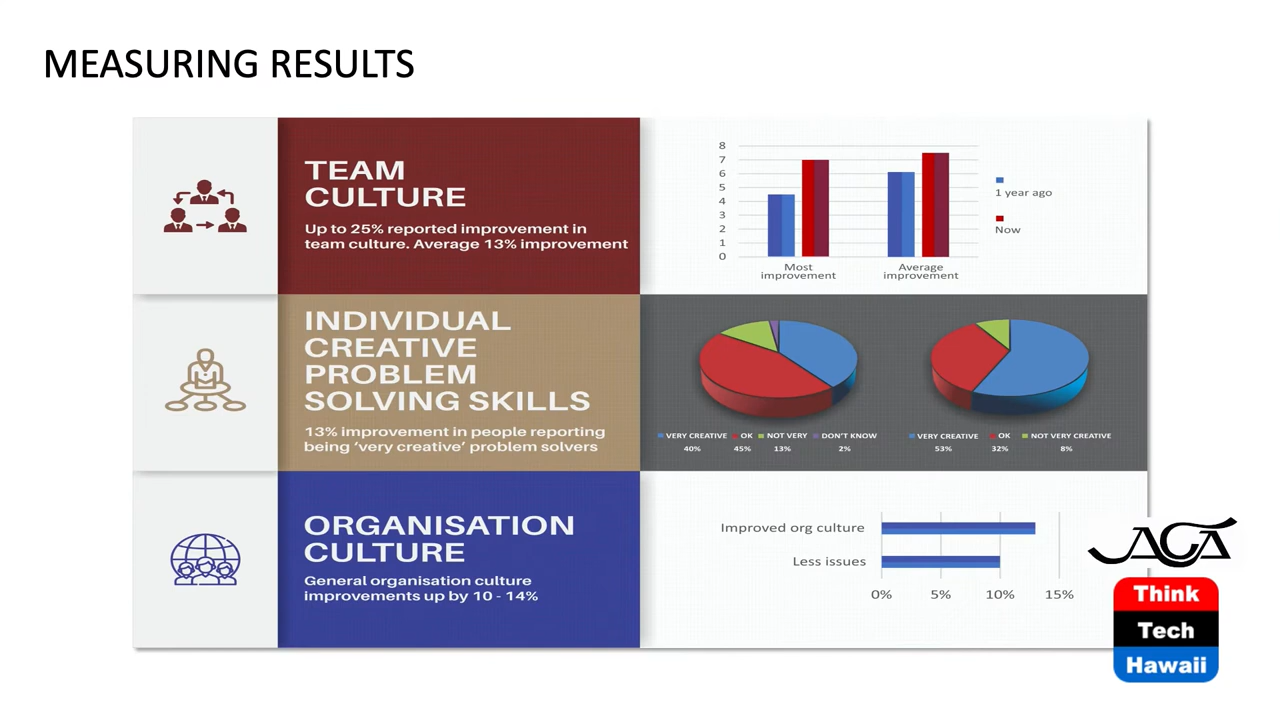 MEASURING RESULTS
TEAM
CULTURE
Up to 25% reported improvement in
team culture. Average 13% improvement
8
7
6
5
4
3
2
1
0
Most
improvement
Average
improvement
1 year ago
Now
INDIVIDUAL
CREATIVE
PROBLEM
SOLVING SKILLS
13% improvement in people reporting
being ‘very creative’ problem solvers
VERY CREATIVE OK NOT VERY DON'T KNOW
40% 45% 13% 2%
VERY CREATIVE OK NOT VERY CREATIVE
53% 32% 8%
ORGANISATION
CULTURE
General organisation culture
improvements up by 10 - 14%
Improved org culture
Less issues
0% 5% 10% 15%
JAGA
Think
Tech
Hawaii